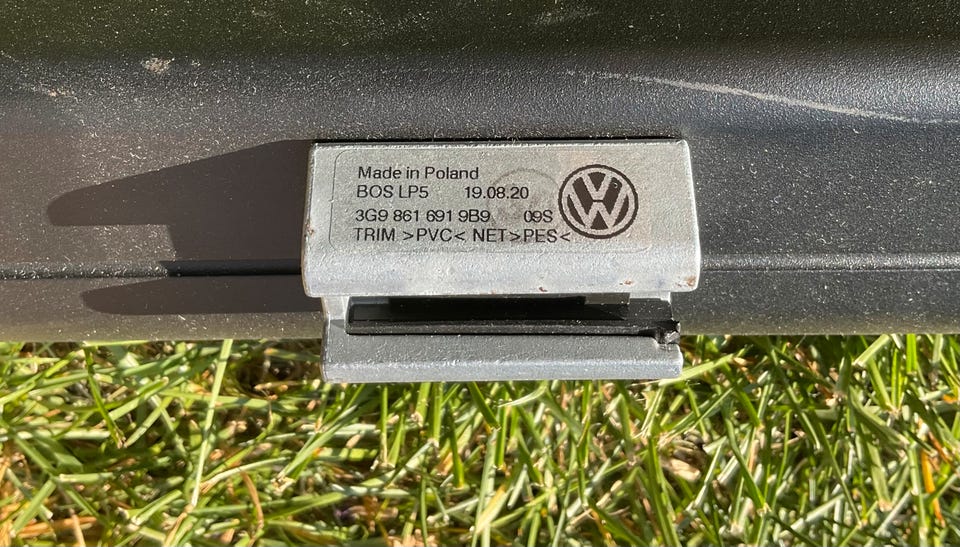 Made in Poland
BOS LP5 19.08.20
3G9 861 691 9B9 09S
TRIM >PVC< NET>PES<